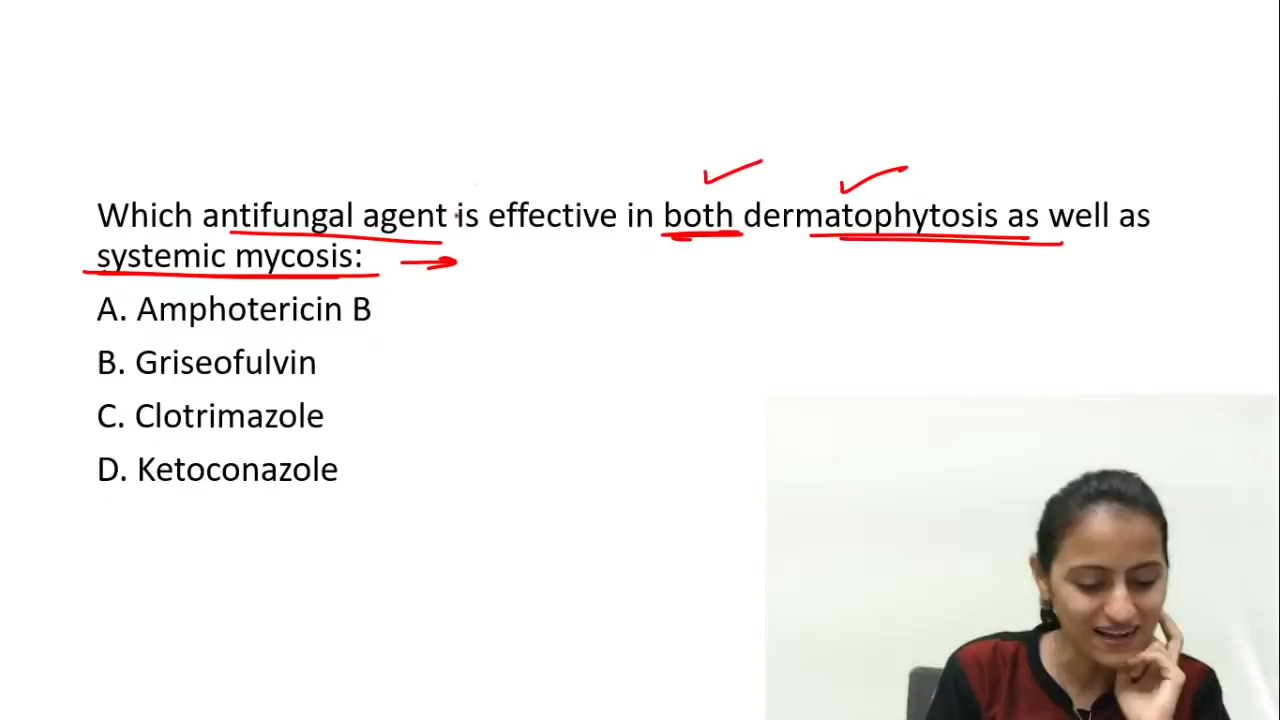 Which antifungal agent is effective in both dermatophytosis as well as
systemic mycosis:
A. Amphotericin B
B. Griseofulvin
C. Clotrimazole
D. Ketoconazole